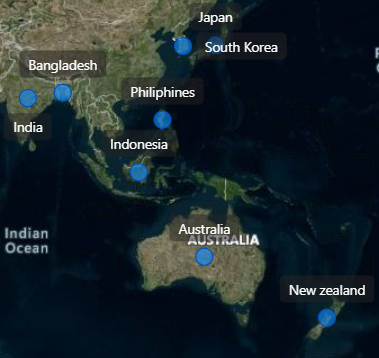 Japan
South Korea
Bangladesh
Philiphines
India
Indonesia
Australia
AUSTRALIA
Indian
Ocean
New zealand